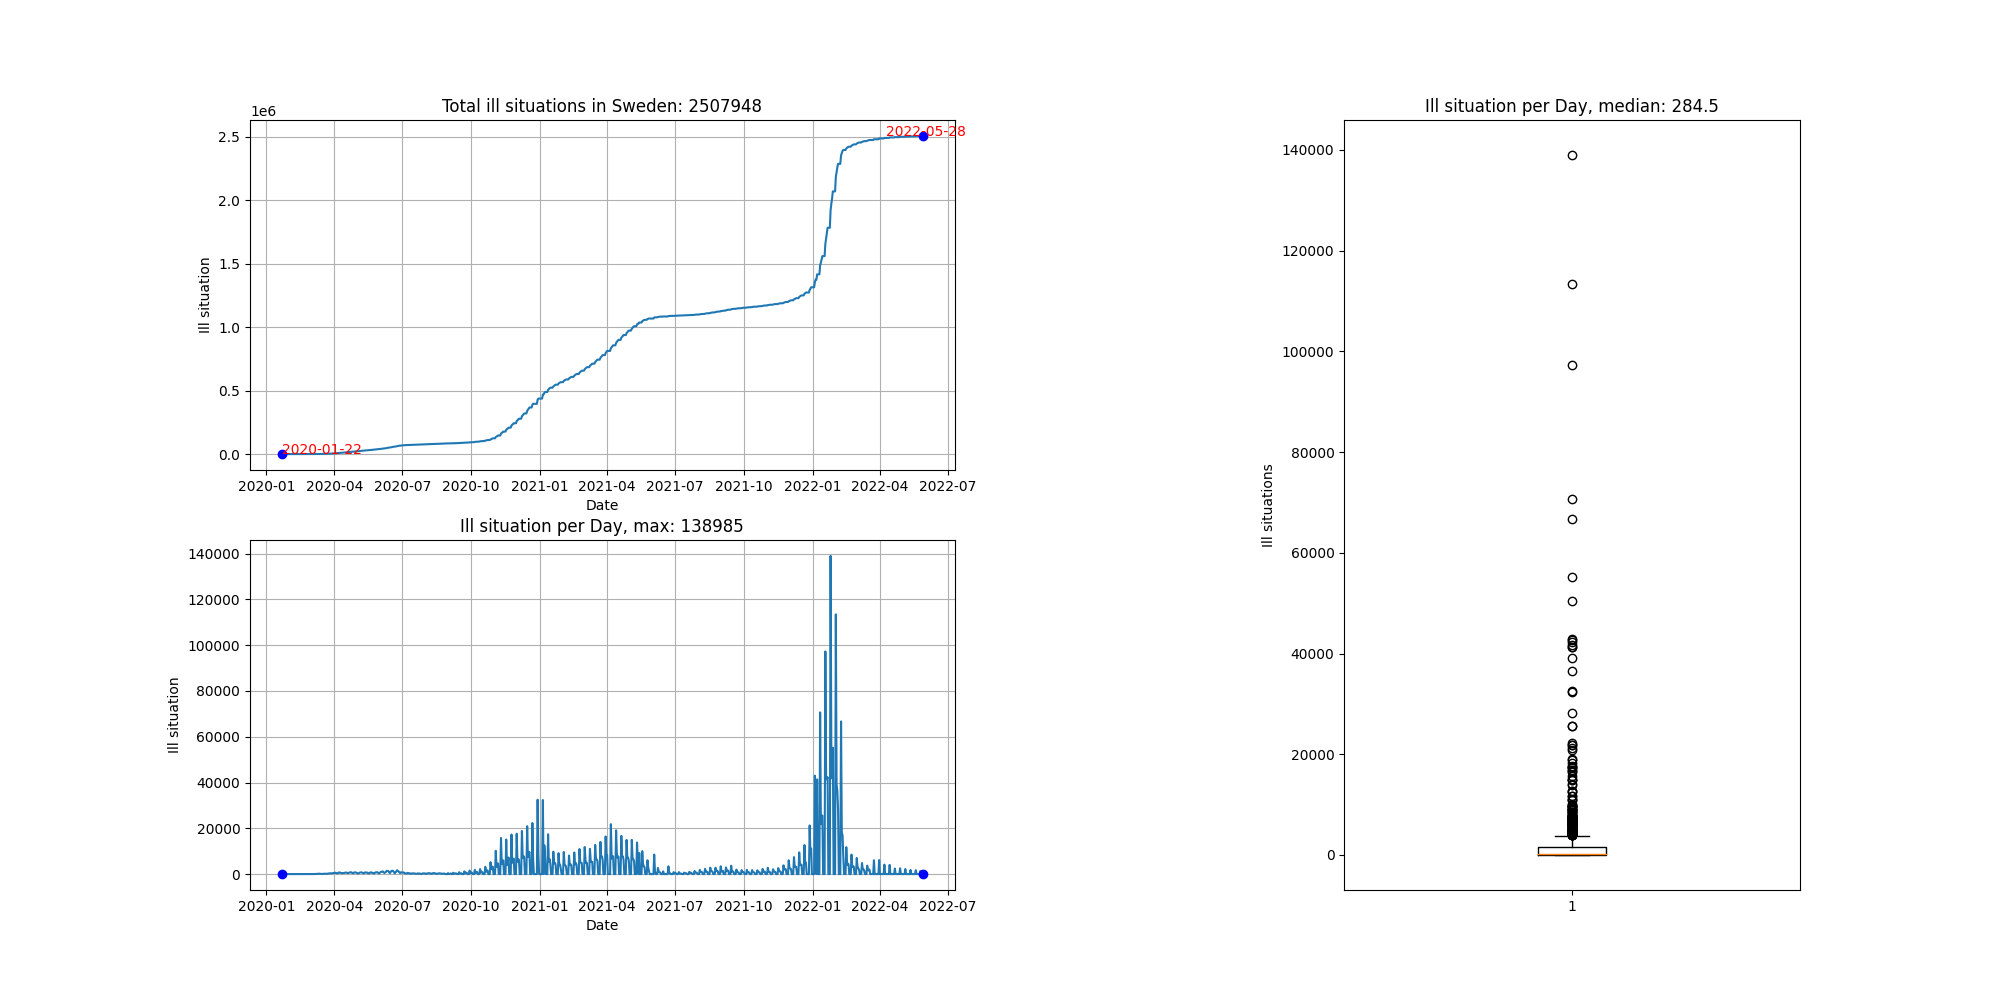 Total ill situations in Sweden: 2507948
1e6
2.5
2.0
1.5
1.0
0.5
0.0
Ill situation
2022-05-28
2020-01-22
2020-01 2020-04 2020-07 2020-10 2021-01 2021-04 2021-07 2021-10 2022-01 2022-04 2022-07
Date
Ill situation per Day, max: 138985
140000
120000
100000
80000
60000
40000
20000
0
Ill situation
2020-01 2020-04 2020-07 2020-10 2021-01 2021-04 2021-07 2021-10 2022-01 2022-04 2022-07
Date
Ill situation per Day, median: 284.5
140000
120000
100000
80000
60000
40000
20000
0
Ill situations
1